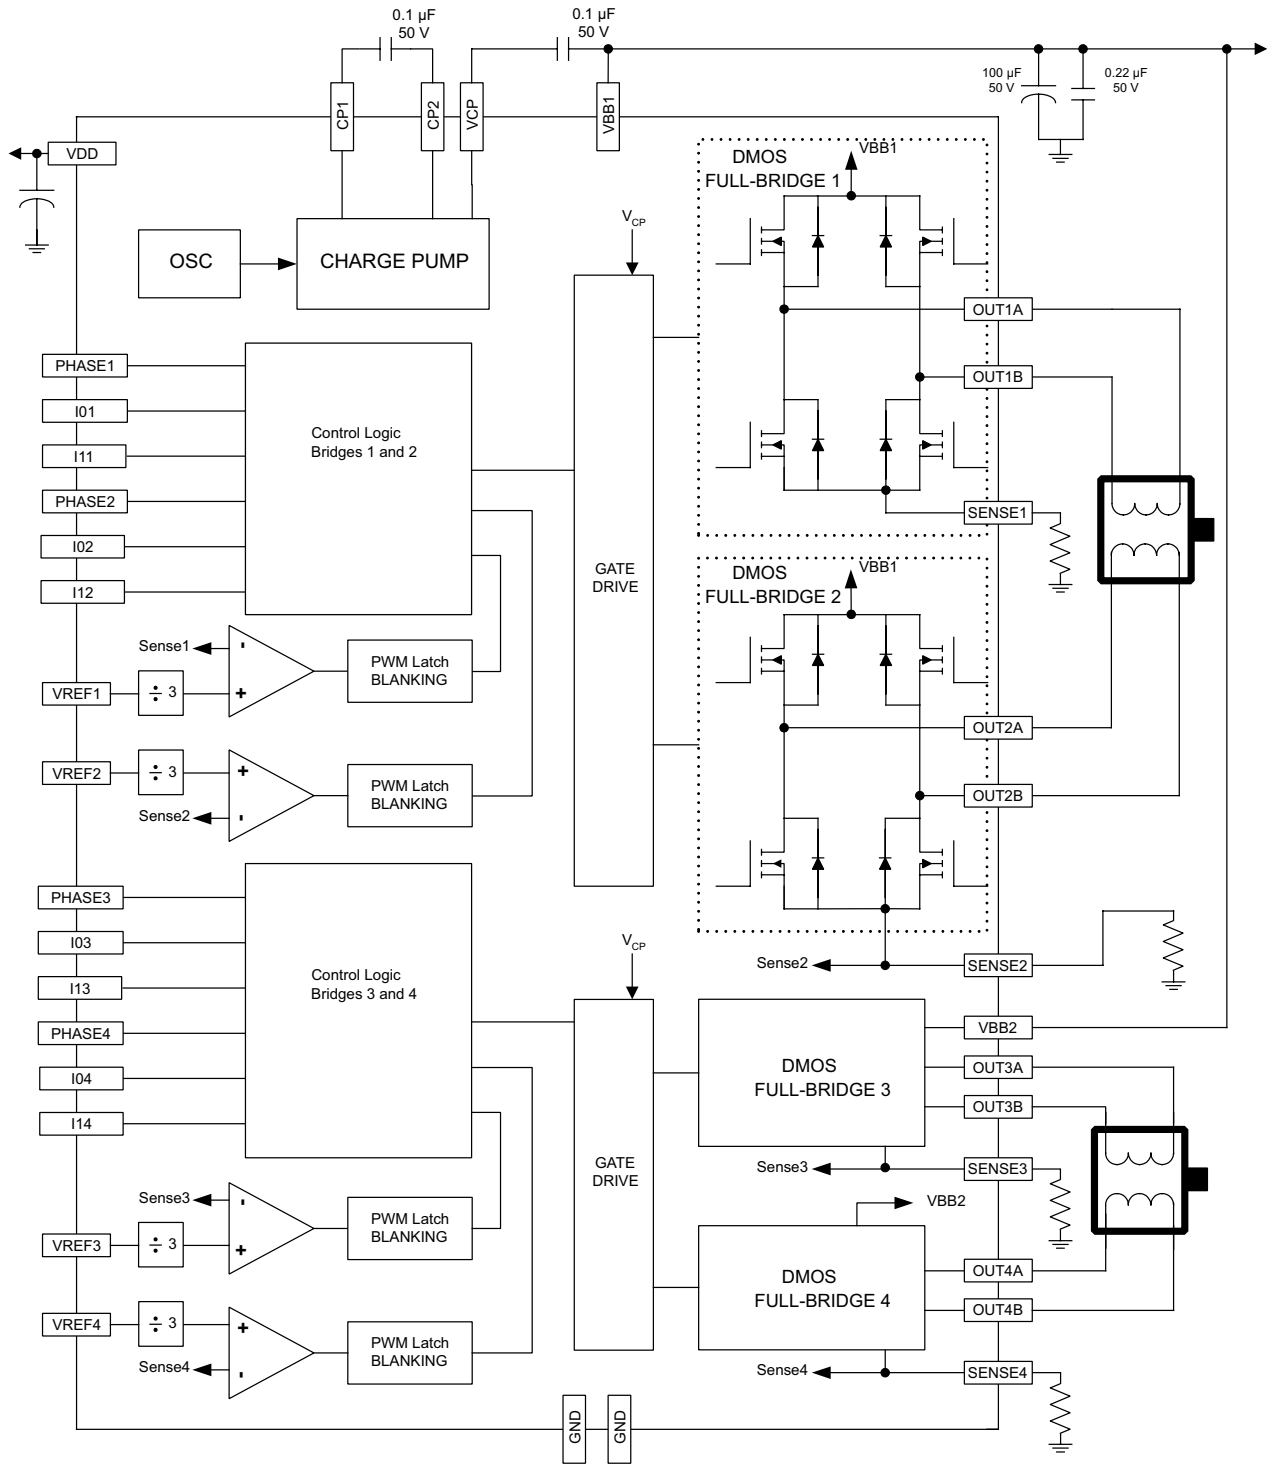 0.1 µF
50 V
0.1 µF
50 V
100 µF
50 V
0.22 µF
50 V
CP1
CP2
VCP
VBB1
VDD
DMOS
FULL-BRIDGE 1
VBB1
OSC
CHARGE PUMP
VCP
OUT1A
OUT1B
PHASE1
I01
I11
PHASE2
I02
I12
Control Logic
Bridges 1 and 2
SENSE1
GATE
DRIVE
DMOS
FULL-BRIDGE 2
VBB1
Sense1
-
PWM Latch
BLANKING
VREF1
÷ 3
+
OUT2A
VREF2
÷ 3
+
PWM Latch
BLANKING
Sense2
-
OUT2B
PHASE3
I03
I13
PHASE4
I04
I14
Control Logic
Bridges 3 and 4
VCP
Sense2
SENSE2
VBB2
DMOS
FULL-BRIDGE 3
OUT3A
OUT3B
GATE
DRIVE
Sense3
SENSE3
Sense3
-
PWM Latch
BLANKING
VREF3
÷ 3
+
VBB2
DMOS
FULL-BRIDGE 4
OUT4A
OUT4B
VREF4
÷ 3
+
PWM Latch
BLANKING
Sense4
-
Sense4
SENSE4
GND
GND